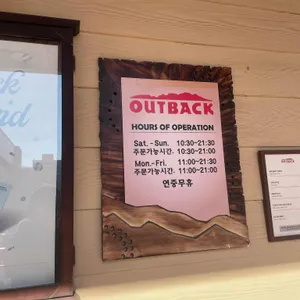 OUTBACK
HOURS OF OPERATION
Sat. - Sun. 10:30~21:30
주문가능시간. 10:30~21:00
Mon. - Fri. 11:00~21:30
주문가능시간. 11:00~21:00
연중무휴